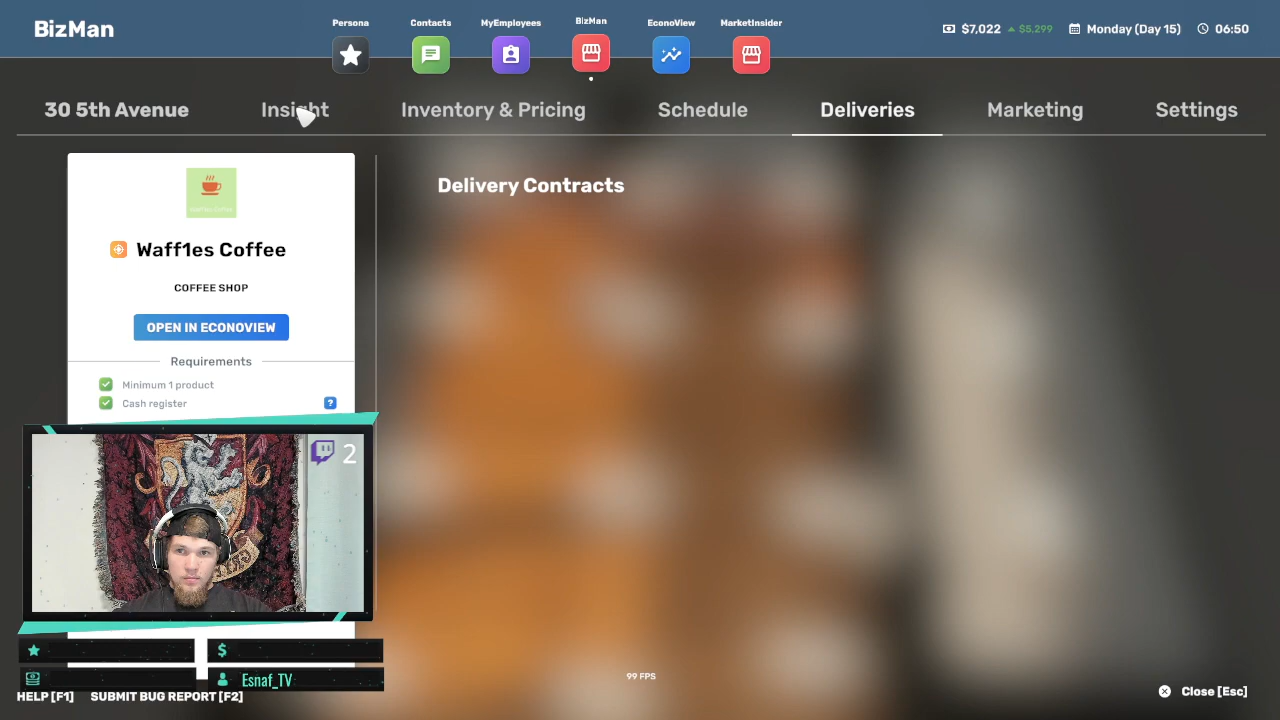 BizMan
Persona
Contacts
MyEmployees
BizMan
EconoView
MarketInsider
$7,022
$5,299
Monday (Day 15)
06:50
30 5th Avenue
Insight
Inventory & Pricing
Schedule
Deliveries
Marketing
Settings
Waff1es Coffee
COFFEE SHOP
OPEN IN ECONOVIEW
Requirements
Minimum 1 product
Cash register
?
Delivery Contracts
2
$
Esnaf_TV
HELP [F1]
SUBMIT BUG REPORT [F2]
99 FPS
Close [Esc]